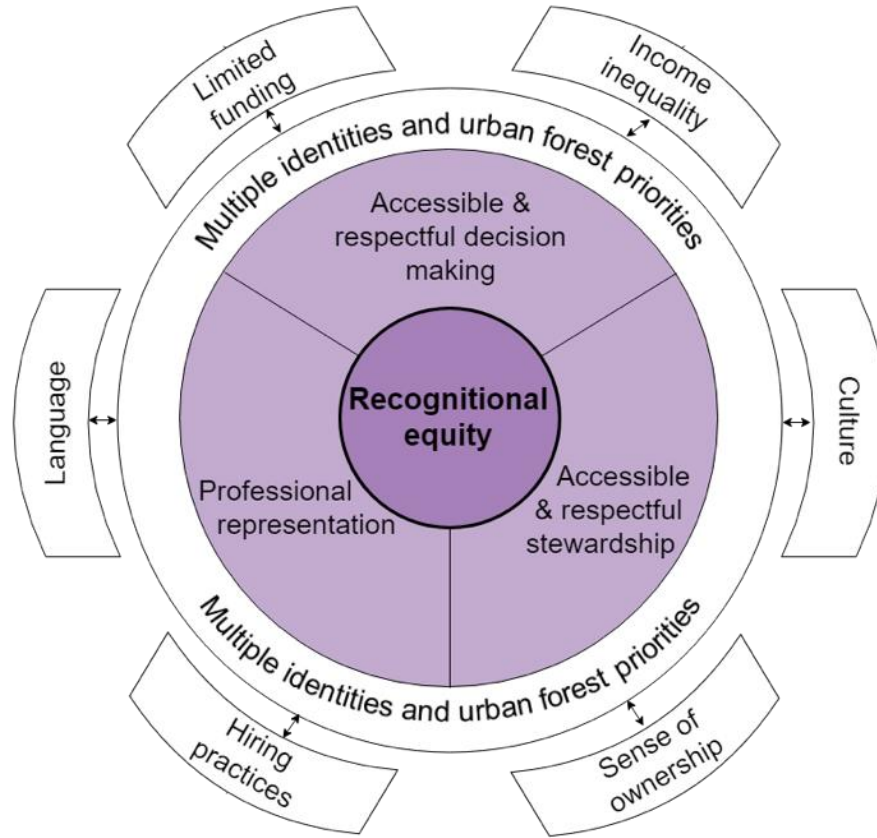 Limited
funding
Income
inequality
Multiple identities and urban forest priorities
Accessible &
respectful decision
making
Language
Recognitional
equity
Culture
Professional
representation
Accessible
& respectful
stewardship
Multiple identities and urban forest priorities
Hiring
practices
Sense of
ownership